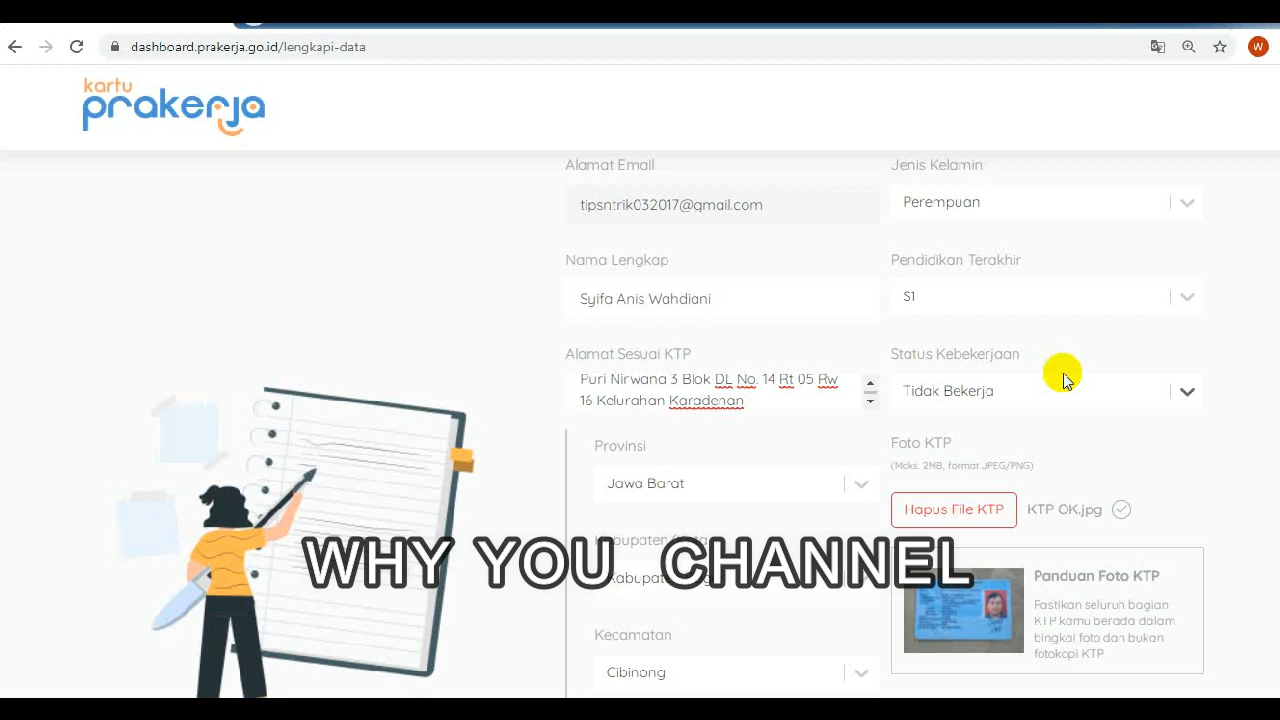 dashboard.prakerja.go.id/lengkapi-data
W
kartu
prakerja
Alamat Email
tipsntrik032017@gmail.com
Nama Lengkap
Syifa Anis Wahdiani
Alamat Sesuai KTP
Puri Nirwana 3 Blok DL No. 14 Rt 05 Rw
16 Kelurahan Karadenan
Provinsi
Jawa Barat
Kabupaten
Kabupaten
Kecamatan
Cibinong
Jenis Kelamin
Perempuan
Pendidikan Terakhir
S1
Status Kebekerjaan
Tidak Bekerja
Foto KTP
(Maks. 2MB, format JPEG/PNG)
Hapus File KTP
KTP OK.jpg
Panduan Foto KTP
Pastikan seluruh bagian
KTP kamu berada dalam
bingkai foto dan bukan
fotokopi KTP
WHY YOU CHANNEL